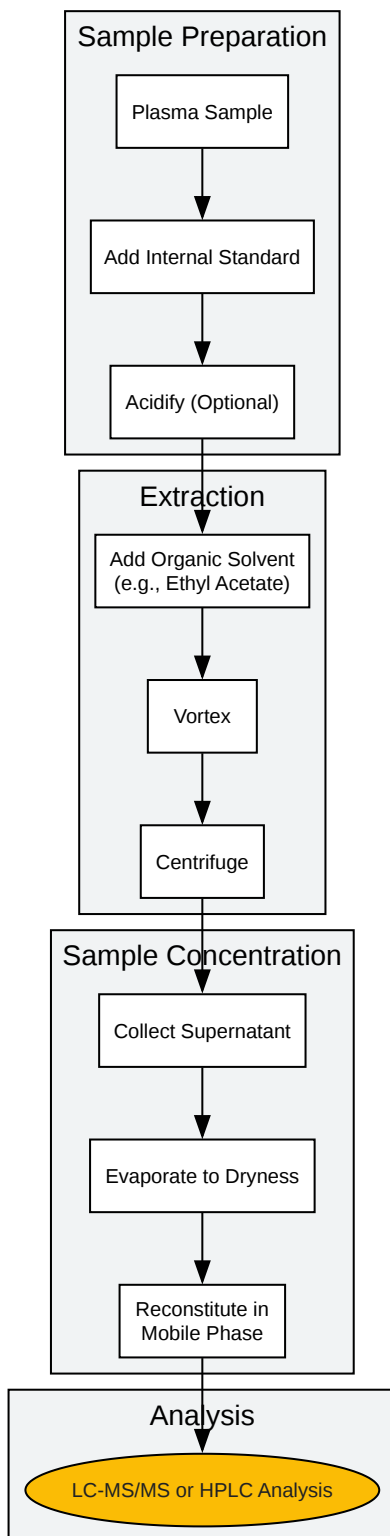 Sample Preparation
Plasma Sample
Add Internal Standard
Acidify (Optional)
Extraction
Add Organic Solvent
(e.g., Ethyl Acetate)
Vortex
Centrifuge
Sample Concentration
Collect Supernatant
Evaporate to Dryness
Reconstitute in
Mobile Phase
Analysis
LC-MS/MS or HPLC Analysis